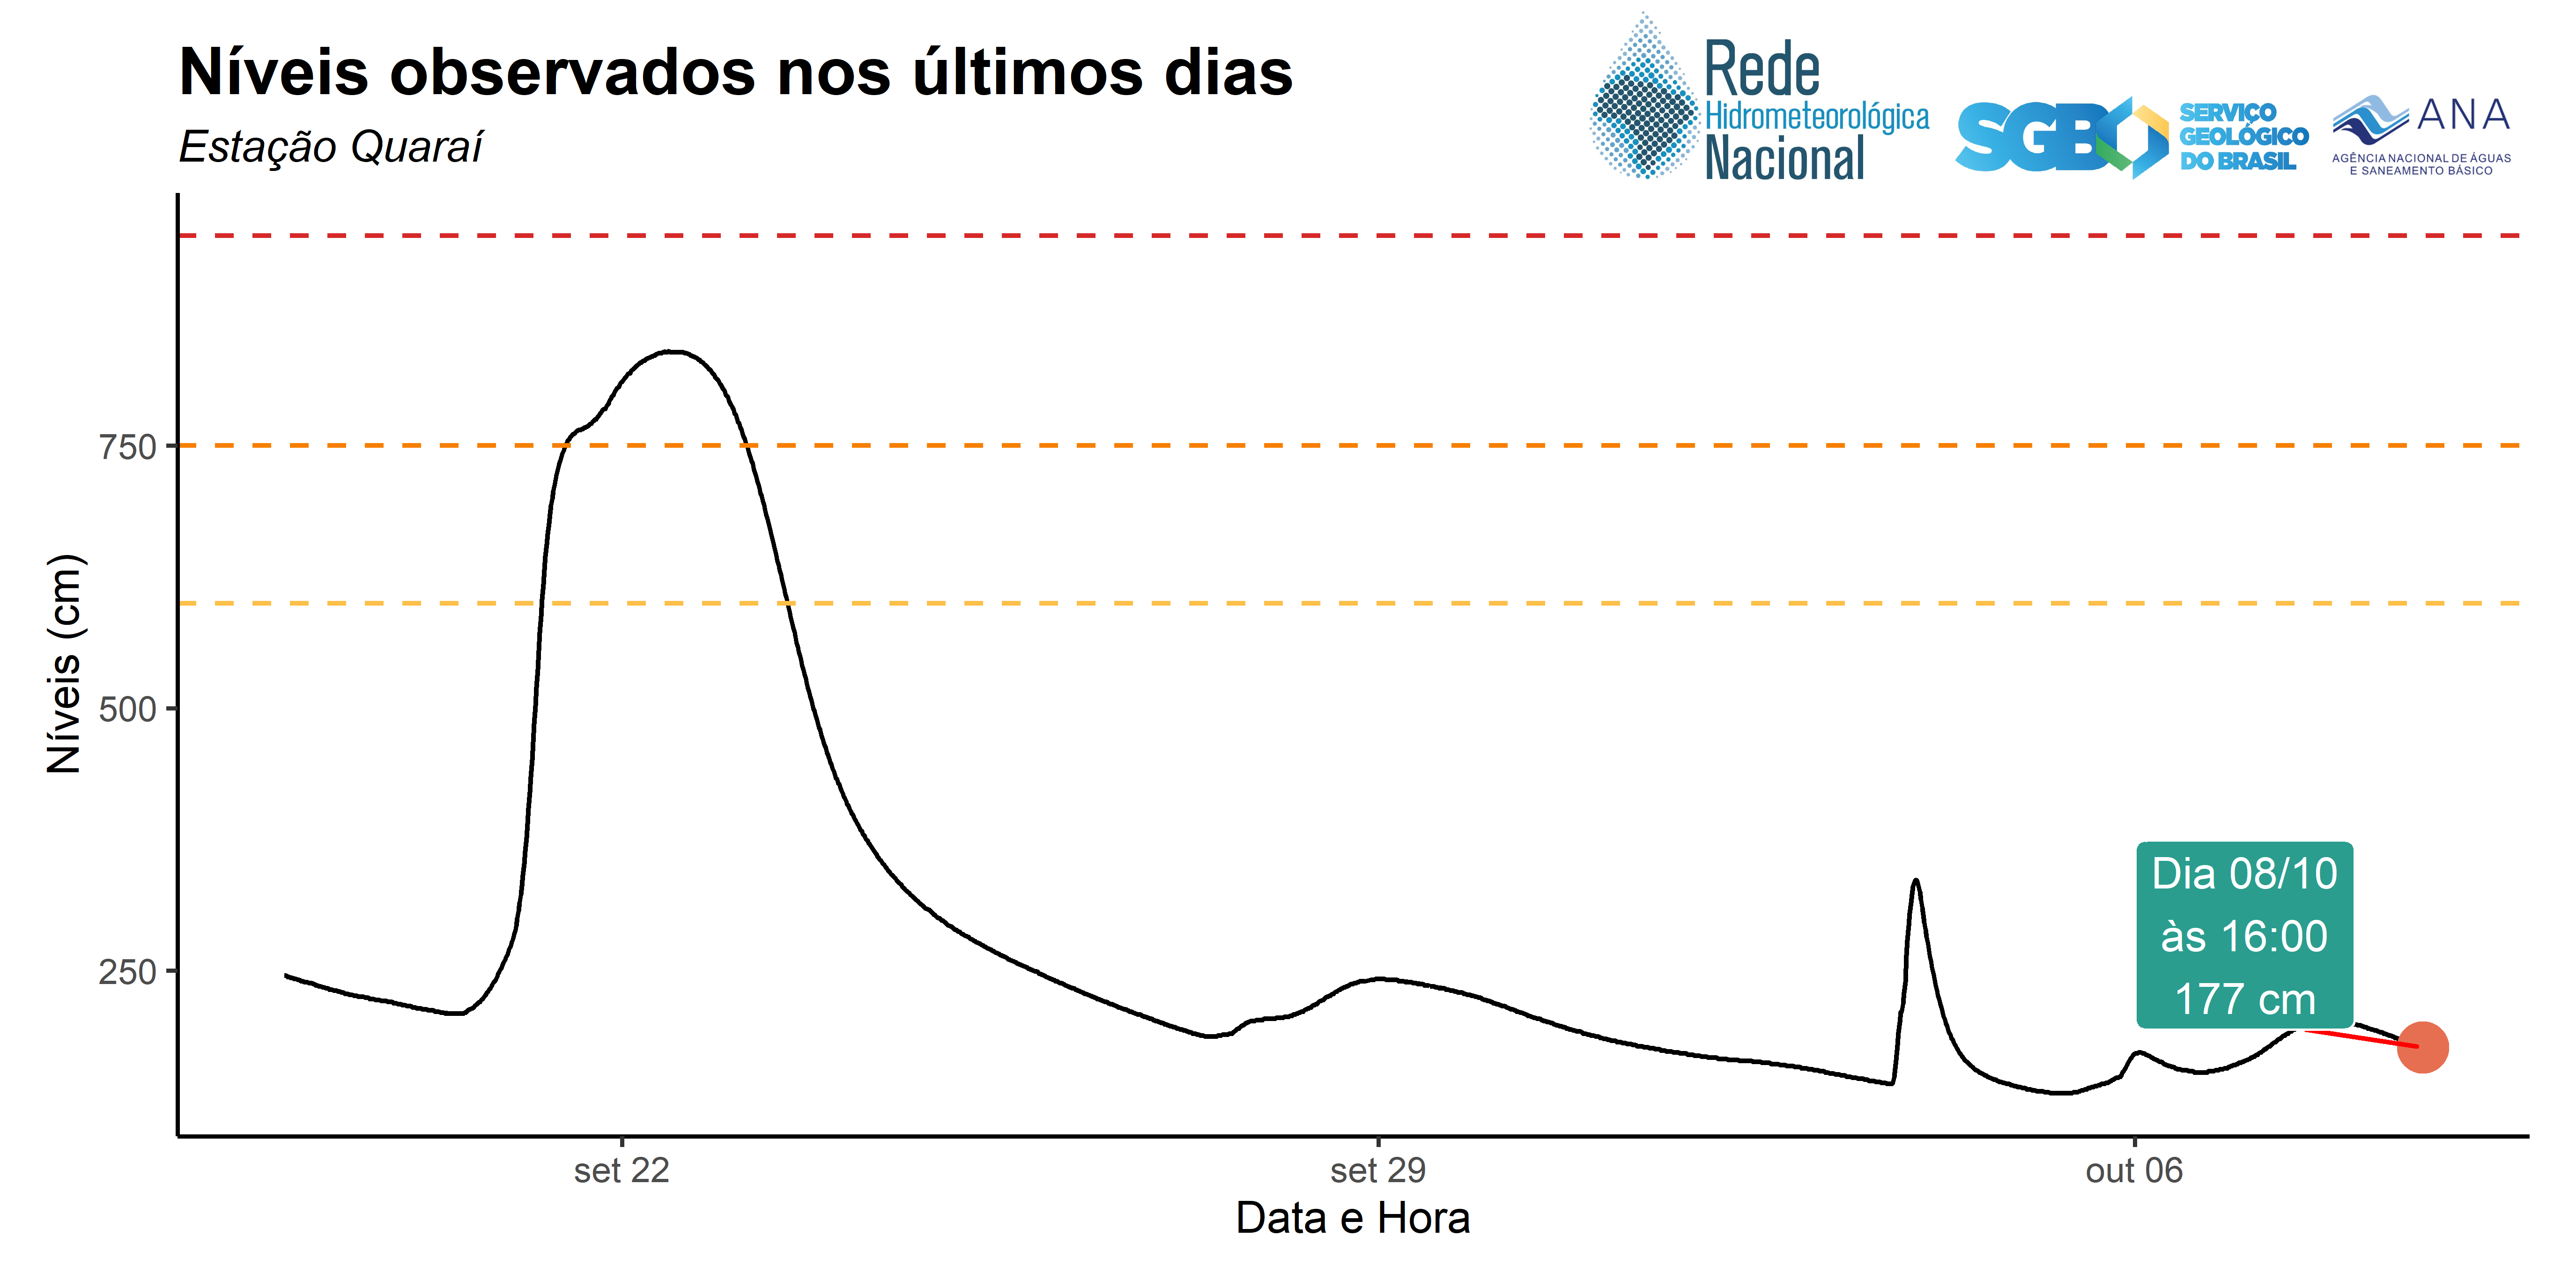 Níveis observados nos últimos dias
Estação Quaraí
Rede
Hidrometeorológica
Nacional
SGB
SERVIÇO
GEOLÓGICO
DO BRASIL
ANA
AGÊNCIA NACIONAL DE ÁGUAS
E SANEAMENTO BÁSICO
Níveis (cm)
750
500
250
Dia 08/10
às 16:00
177 cm
set 22
set 29
out 06
Data e Hora